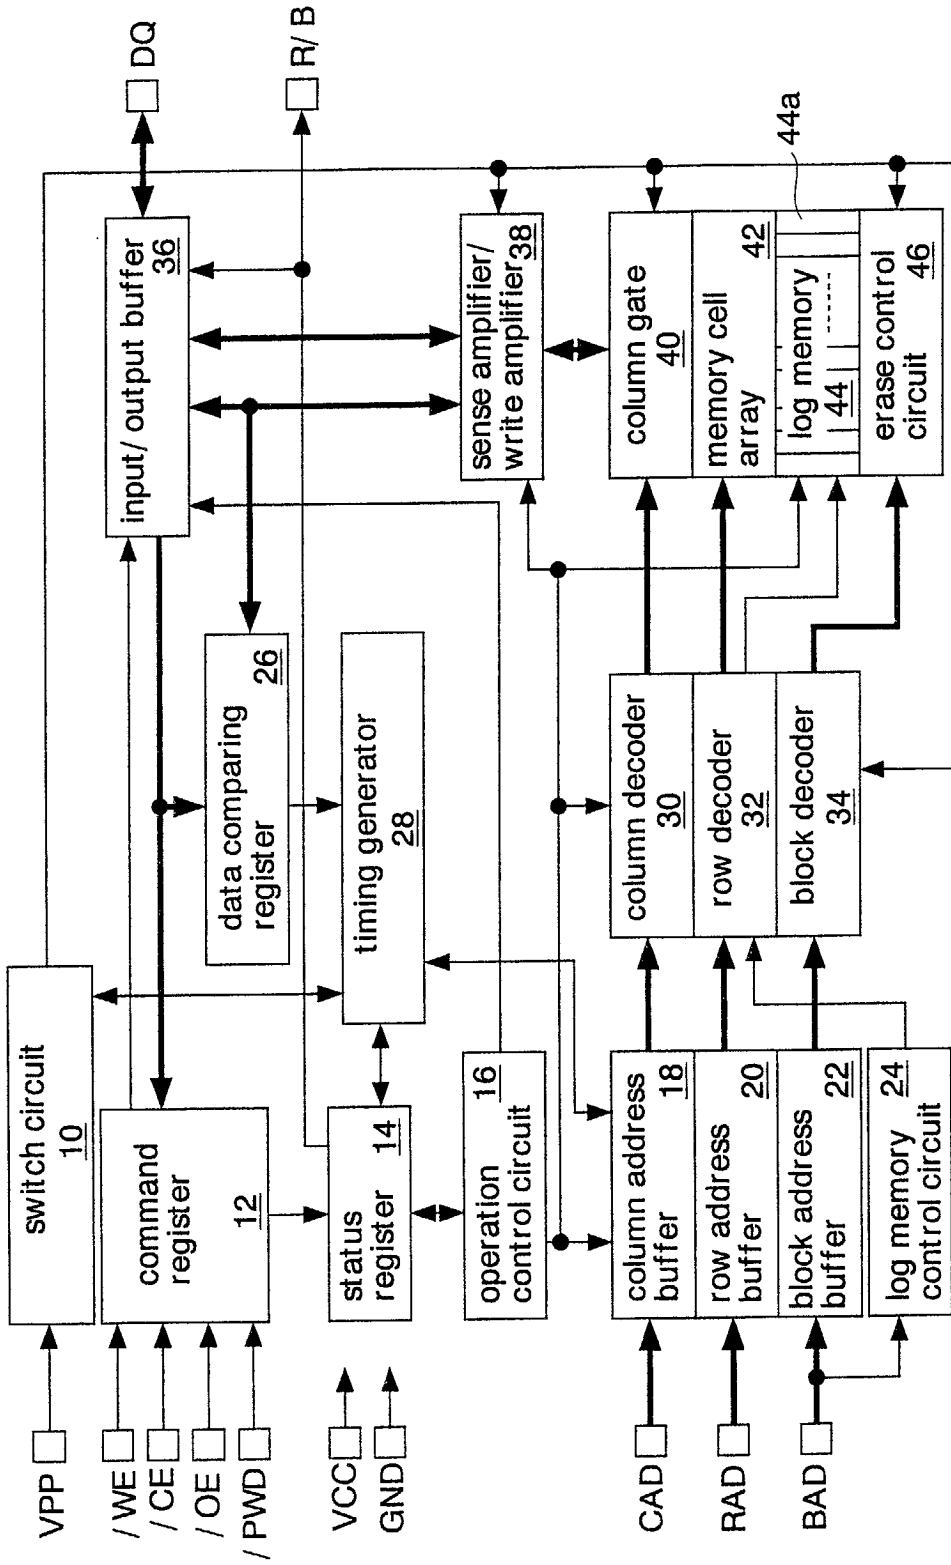 VPP
/ WE
/ CE
/ OE
/ PWD
VCC
GND
CAD
RAD
BAD
switch circuit
10
command
register
12
status
register
14
operation
control circuit
16
column address
buffer
18
row address
buffer
20
block address
buffer
22
log memory
control circuit
24
data comparing
register
26
timing generator
28
column decoder
30
row decoder
32
block decoder
34
input/ output buffer
36
sense amplifier/
write amplifier
38
column gate
40
memory cell
array
42
log memory
44
44a
erase control
circuit
46
DQ
R/ B